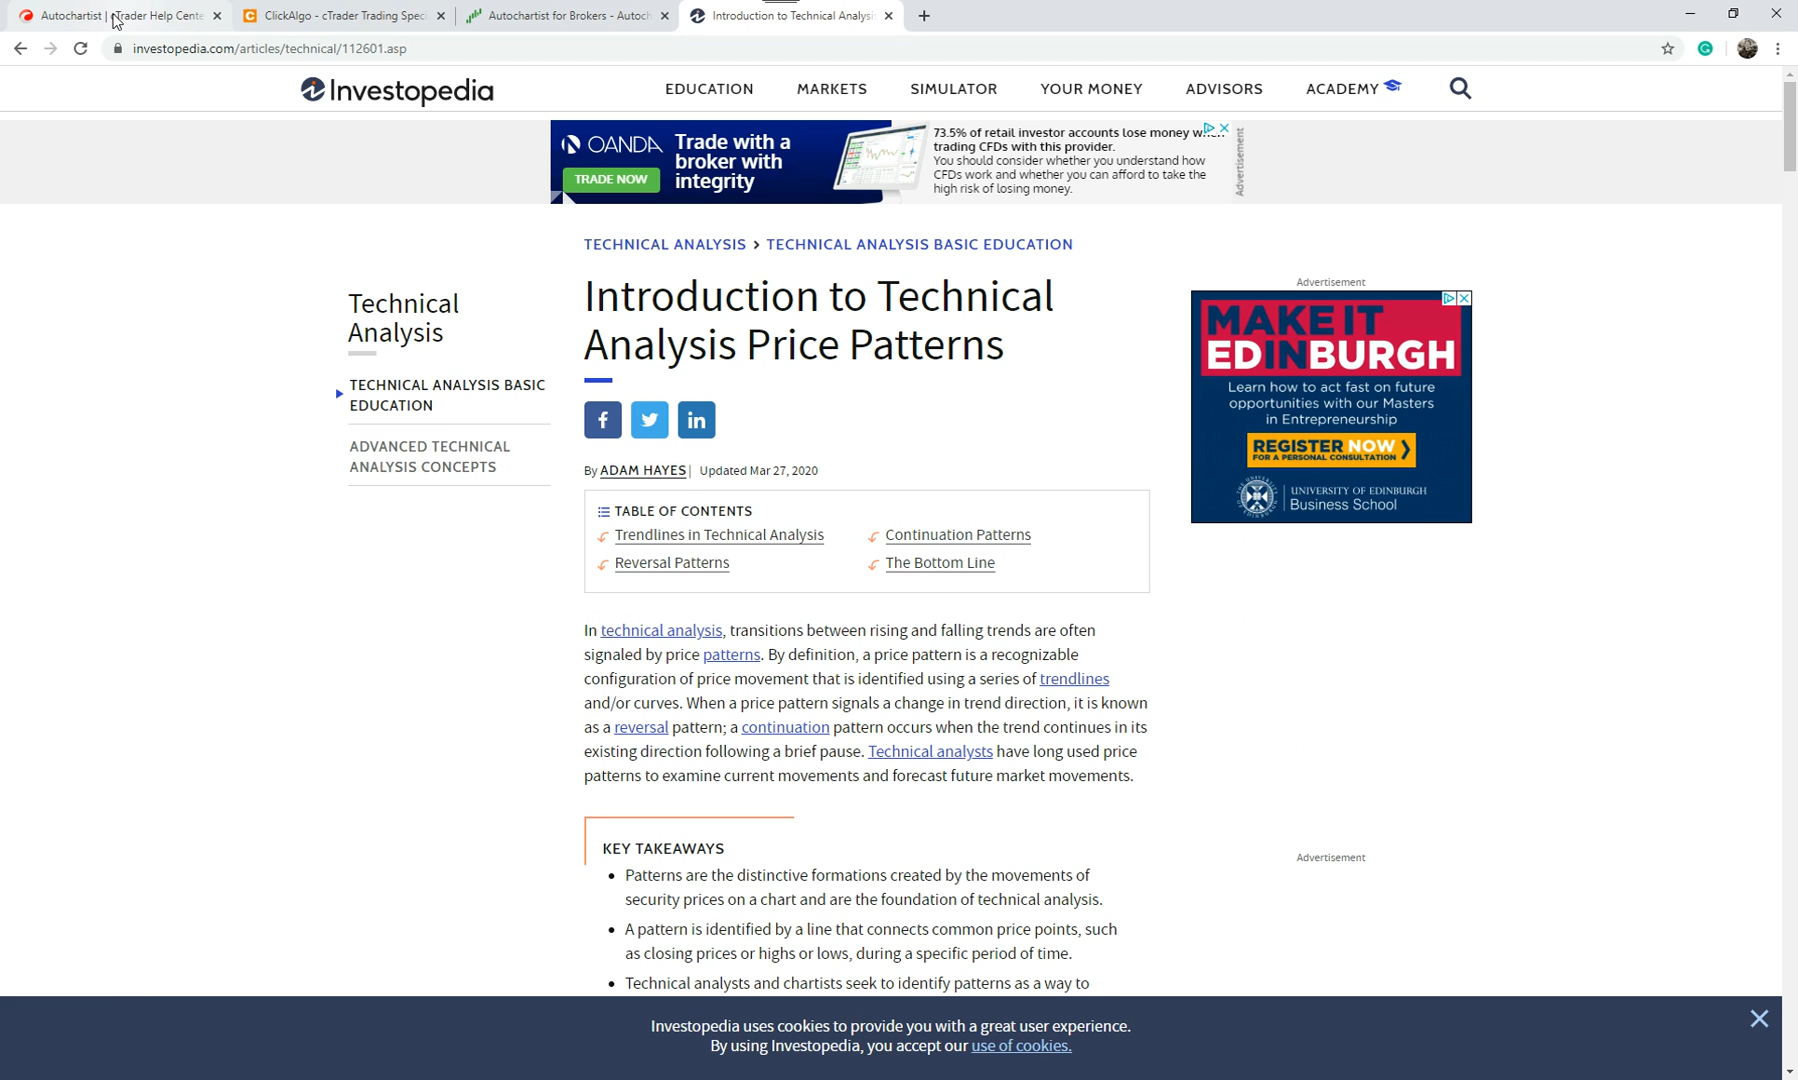 Autochartist | cTrader Help Cente
ClickAlgo - cTrader Trading Speci
Autochartist for Brokers - Autoch
Introduction to Technical Analysis
investopedia.com/articles/technical/112601.asp
Investopedia
EDUCATION
MARKETS
SIMULATOR
YOUR MONEY
ADVISORS
ACADEMY
OANDA
TRADE NOW
Trade with a
broker with
integrity
73.5% of retail investor accounts lose money when
trading CFDs with this provider.
You should consider whether you understand how
CFDs work and whether you can afford to take the
high risk of losing money.
Advertisement
TECHNICAL ANALYSIS > TECHNICAL ANALYSIS BASIC EDUCATION
Technical
Analysis
TECHNICAL ANALYSIS BASIC
EDUCATION
ADVANCED TECHNICAL
ANALYSIS CONCEPTS
Introduction to Technical
Analysis Price Patterns
By ADAM HAYES | Updated Mar 27, 2020
TABLE OF CONTENTS
Trendlines in Technical Analysis
Continuation Patterns
Reversal Patterns
The Bottom Line
In technical analysis, transitions between rising and falling trends are often
signaled by price patterns. By definition, a price pattern is a recognizable
configuration of price movement that is identified using a series of trendlines
and/or curves. When a price pattern signals a change in trend direction, it is known
as a reversal pattern; a continuation pattern occurs when the trend continues in its
existing direction following a brief pause. Technical analysts have long used price
patterns to examine current movements and forecast future market movements.
KEY TAKEAWAYS
• Patterns are the distinctive formations created by the movements of
security prices on a chart and are the foundation of technical analysis.
• A pattern is identified by a line that connects common price points, such
as closing prices or highs or lows, during a specific period of time.
• Technical analysts and chartists seek to identify patterns as a way to
Advertisement
MAKE IT
EDINBURGH
Learn how to act fast on future
opportunities with our Masters
in Entrepreneurship
REGISTER NOW
FOR A PERSONAL CONSULTATION
UNIVERSITY OF EDINBURGH
Business School
Advertisement
Investopedia uses cookies to provide you with a great user experience.
By using Investopedia, you accept our use of cookies.